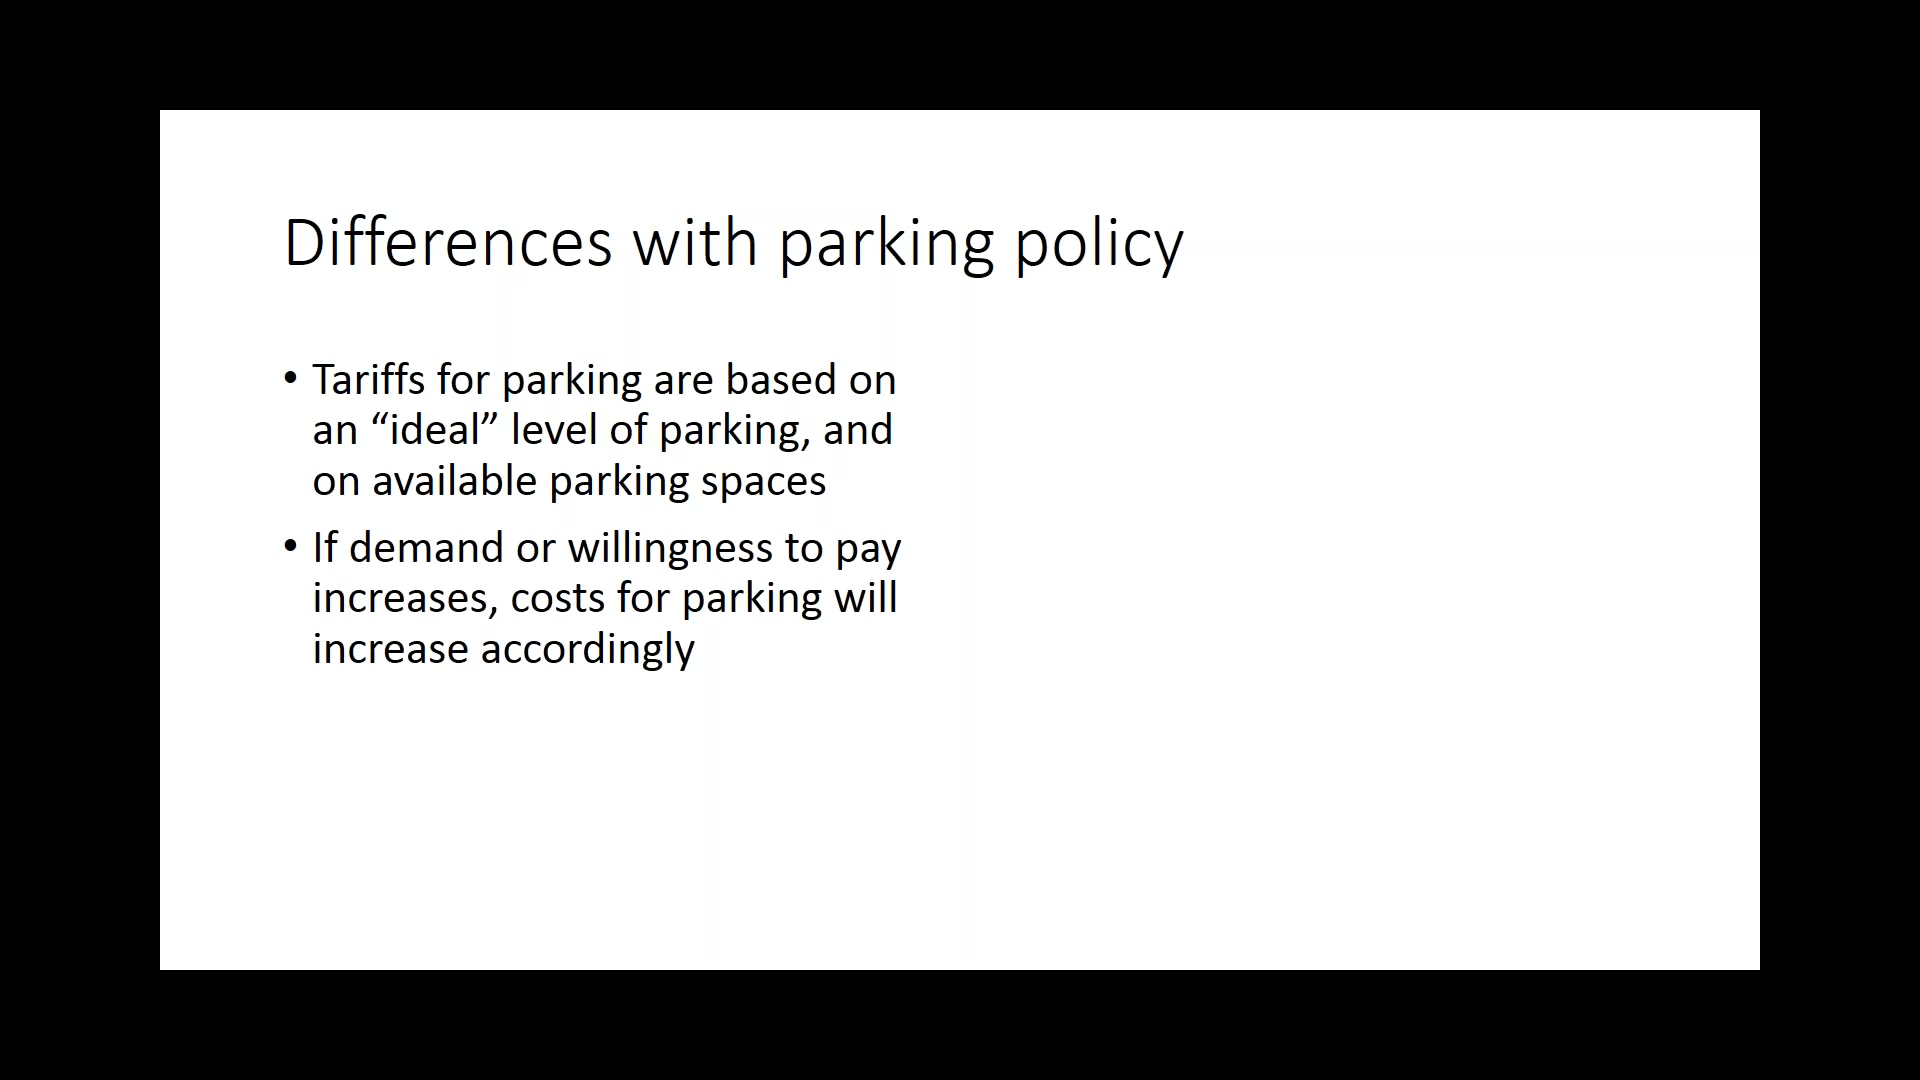 Differences with parking policy
• Tariffs for parking are based on
an “ideal” level of parking, and
on available parking spaces
• If demand or willingness to pay
increases, costs for parking will
increase accordingly